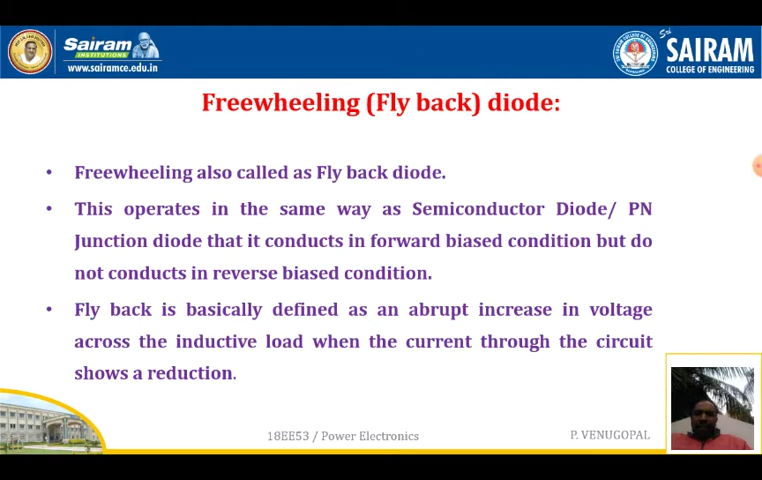 Sairam
INSTITUTIONS
www.sairamce.edu.in
Sri
SAIRAM
COLLEGE OF ENGINEERING
Freewheeling (Fly back) diode:
• Freewheeling also called as Fly back diode.
• This operates in the same way as Semiconductor Diode/ PN
Junction diode that it conducts in forward biased condition but do
not conducts in reverse biased condition.
• Fly back is basically defined as an abrupt increase in voltage
across the inductive load when the current through the circuit
shows a reduction.
18EE53 / Power Electronics
P. VENUGOPAL